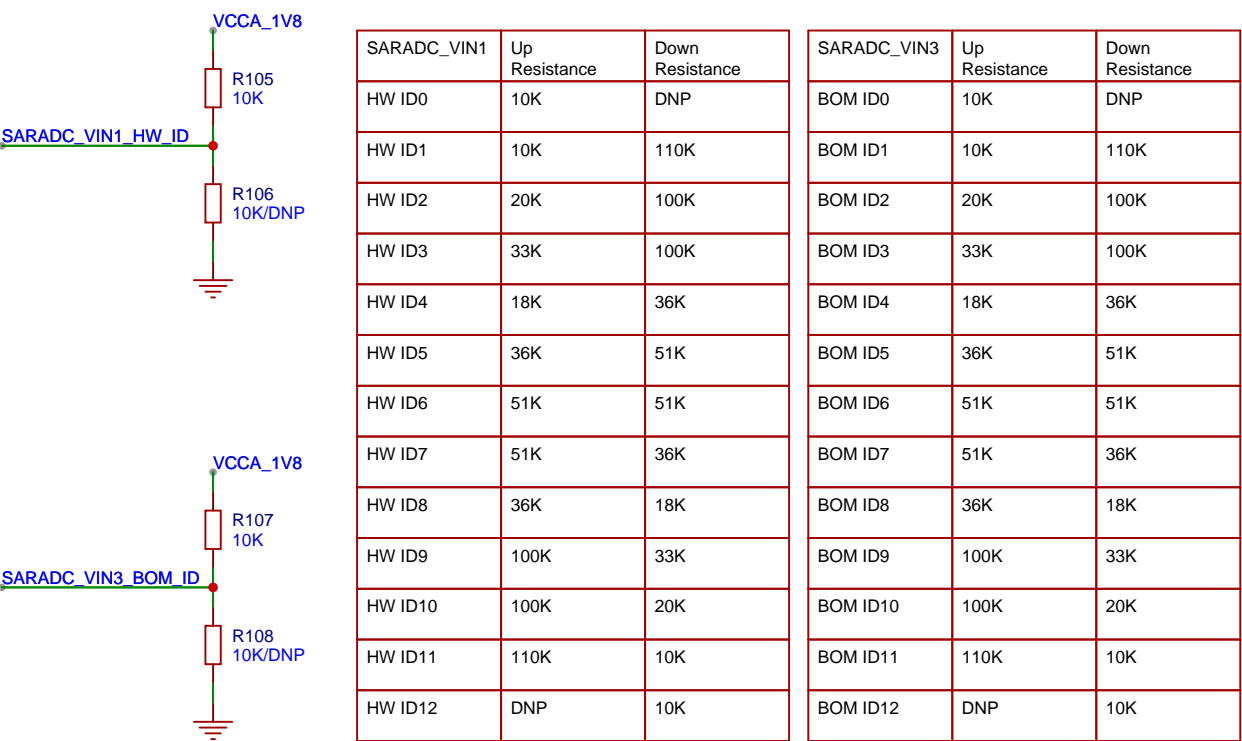 VCCA_1V8
R105
10K
SARADC_VIN1_HW_ID
R106
10K/DNP
VCCA_1V8
R107
10K
SARADC_VIN3_BOM_ID
R108
10K/DNP
SARADC_VIN1 Up Resistance Down Resistance
HW ID0 10K DNP
HW ID1 10K 110K
HW ID2 20K 100K
HW ID3 33K 100K
HW ID4 18K 36K
HW ID5 36K 51K
HW ID6 51K 51K
HW ID7 51K 36K
HW ID8 36K 18K
HW ID9 100K 33K
HW ID10 100K 20K
HW ID11 110K 10K
HW ID12 DNP 10K
SARADC_VIN3 Up Resistance Down Resistance
BOM ID0 10K DNP
BOM ID1 10K 110K
BOM ID2 20K 100K
BOM ID3 33K 100K
BOM ID4 18K 36K
BOM ID5 36K 51K
BOM ID6 51K 51K
BOM ID7 51K 36K
BOM ID8 36K 18K
BOM ID9 100K 33K
BOM ID10 100K 20K
BOM ID11 110K 10K
BOM ID12 DNP 10K